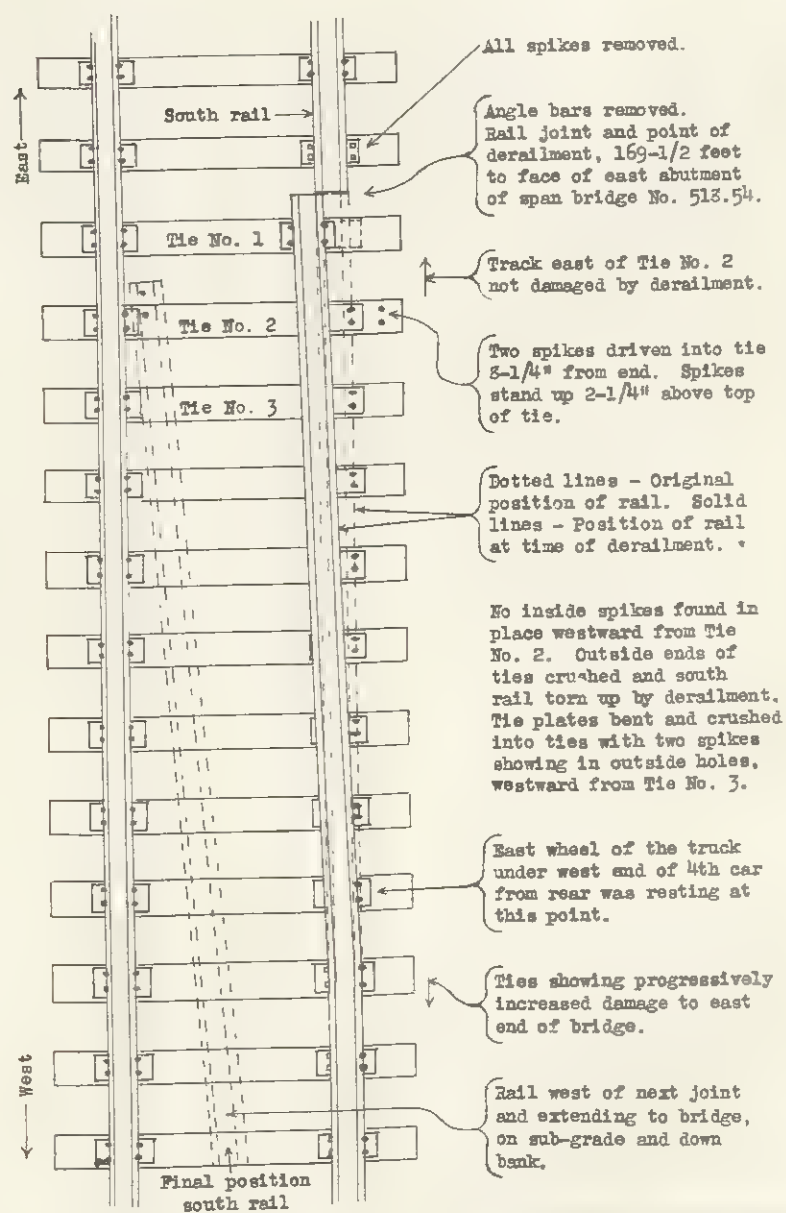 All spikes removed.
South rail
East
Angle bars removed.
Rail joint and point of
derailment, 169-1/2 feet
to face of east abutment
of span bridge No. 513.54.
Tie No. 1
Track east of Tie No. 2
not damaged by derailment.
Tie No. 2
Two spikes driven into tie
8-1/4" from end. Spikes
stand up 2-1/4" above top
of tie.
Tie No. 3
Dotted lines - Original
position of rail. Solid
lines - Position of rail
at time of derailment.
No inside spikes found in
place westward from Tie
No. 2. Outside ends of
ties crushed and south
rail torn up by derailment.
Tie plates bent and crushed
into ties with two spikes
showing in outside holes,
westward from Tie No. 3.
East wheel of the truck
under west end of 4th car
from rear was resting at
this point.
Ties showing progressively
increased damage to east
end of bridge.
West
Rail west of next joint
and extending to bridge,
on sub-grade and down
bank.
Final position
south rail